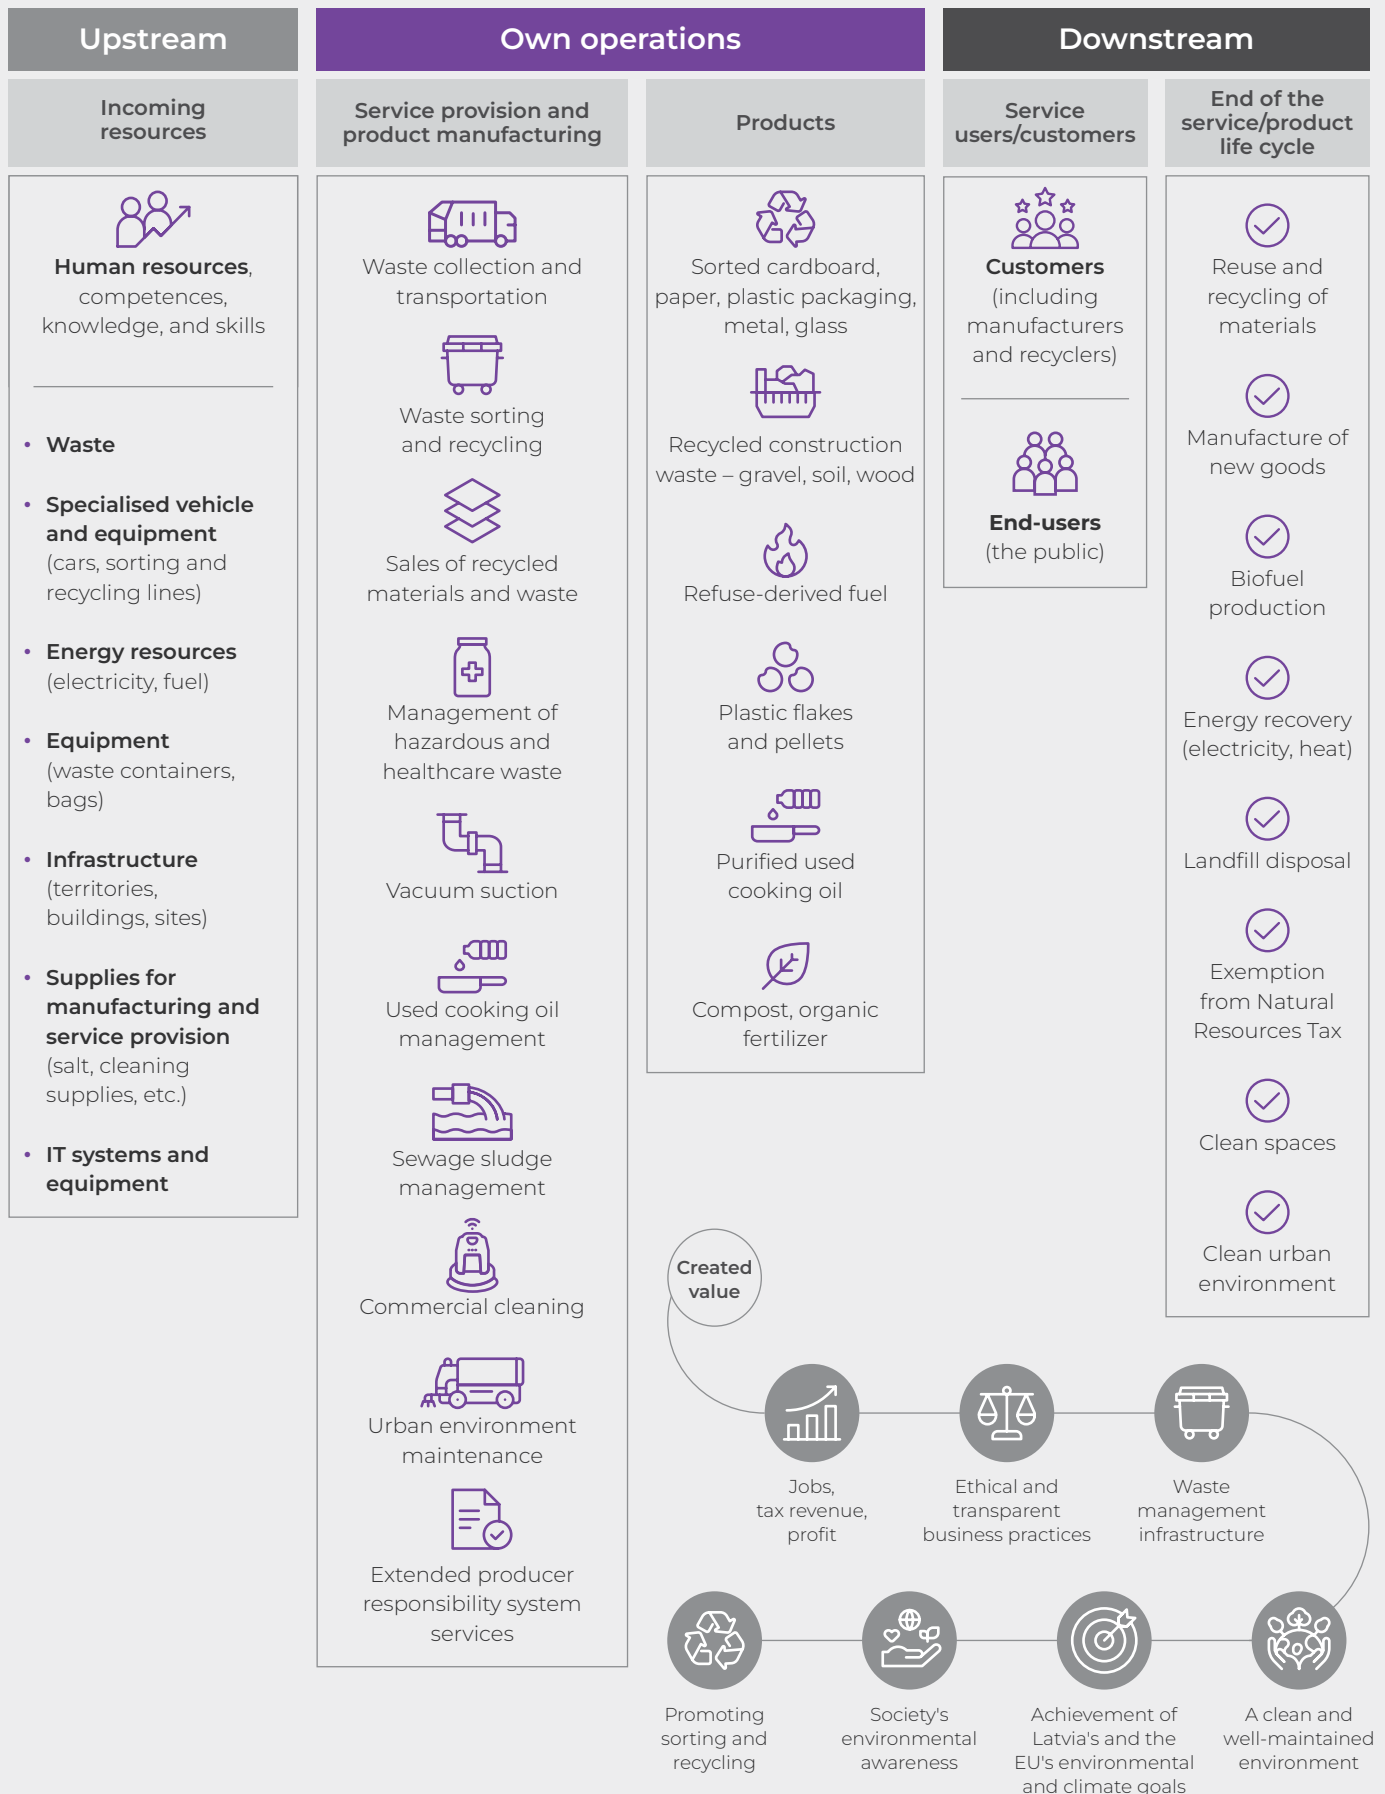 Upstream
Own operations
Downstream
Incoming
resources
Service provision and
product manufacturing
Products
Service
users/customers
End of the
service/product
life cycle
Human resources,
competences,
knowledge, and skills
• Waste
• Specialised vehicle
and equipment
(cars, sorting and
recycling lines)
• Energy resources
(electricity, fuel)
• Equipment
(waste containers,
bags)
• Infrastructure
(territories,
buildings, sites)
• Supplies for
manufacturing and
service provision
(salt, cleaning
supplies, etc.)
• IT systems and
equipment
Waste collection and
transportation
Waste sorting
and recycling
Sales of recycled
materials and waste
Management of
hazardous and
healthcare waste
Vacuum suction
Used cooking oil
management
Sewage sludge
management
Commercial cleaning
Urban environment
maintenance
Extended producer
responsibility system
services
Sorted cardboard,
paper, plastic packaging,
metal, glass
Recycled construction
waste – gravel, soil, wood
Refuse-derived fuel
Plastic flakes
and pellets
Purified used
cooking oil
Compost, organic
fertilizer
Customers
(including
manufacturers
and recyclers)
End-users
(the public)
Reuse and
recycling of
materials
Manufacture of
new goods
Biofuel
production
Energy recovery
(electricity, heat)
Landfill disposal
Exemption
from Natural
Resources Tax
Clean spaces
Clean urban
environment
Created
value
Jobs,
tax revenue,
profit
Ethical and
transparent
business practices
Waste
management
infrastructure
Promoting
sorting and
recycling
Society's
environmental
awareness
Achievement of
Latvia's and the
EU's environmental
and climate goals
A clean and
well-maintained
environment